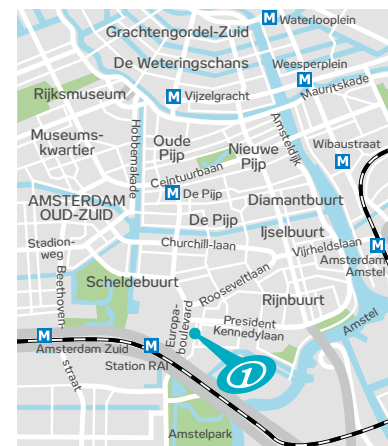 M Waterlooplein
Grachtengordel-Zuid
De Weteringschans
Weesperplein
M
Mauritskade
Rijksmuseum
M Vijzelgracht
Amsteldijk
Hobbemakade
Museums-
kwartier
Oude
Pijp
Nieuwe
Pijp
Wibautstraat
M
Ceintuurbaan
M De Pijp
Diamantbuurt
AMSTERDAM
OUD-ZUID
De Pijp
Ijselbuurt
Stadion-
weg
Churchill-laan
Vijrheldslaan
M
Amsterdam
Amstel
Beethoven-
straat
Scheldebuurt
Rooseveltlaan
Rijnbuurt
Europa-
boulevard
President
Kennedylaan
Amstel
M
Amsterdam Zuid
M
Station RAI
1
Amstelpark